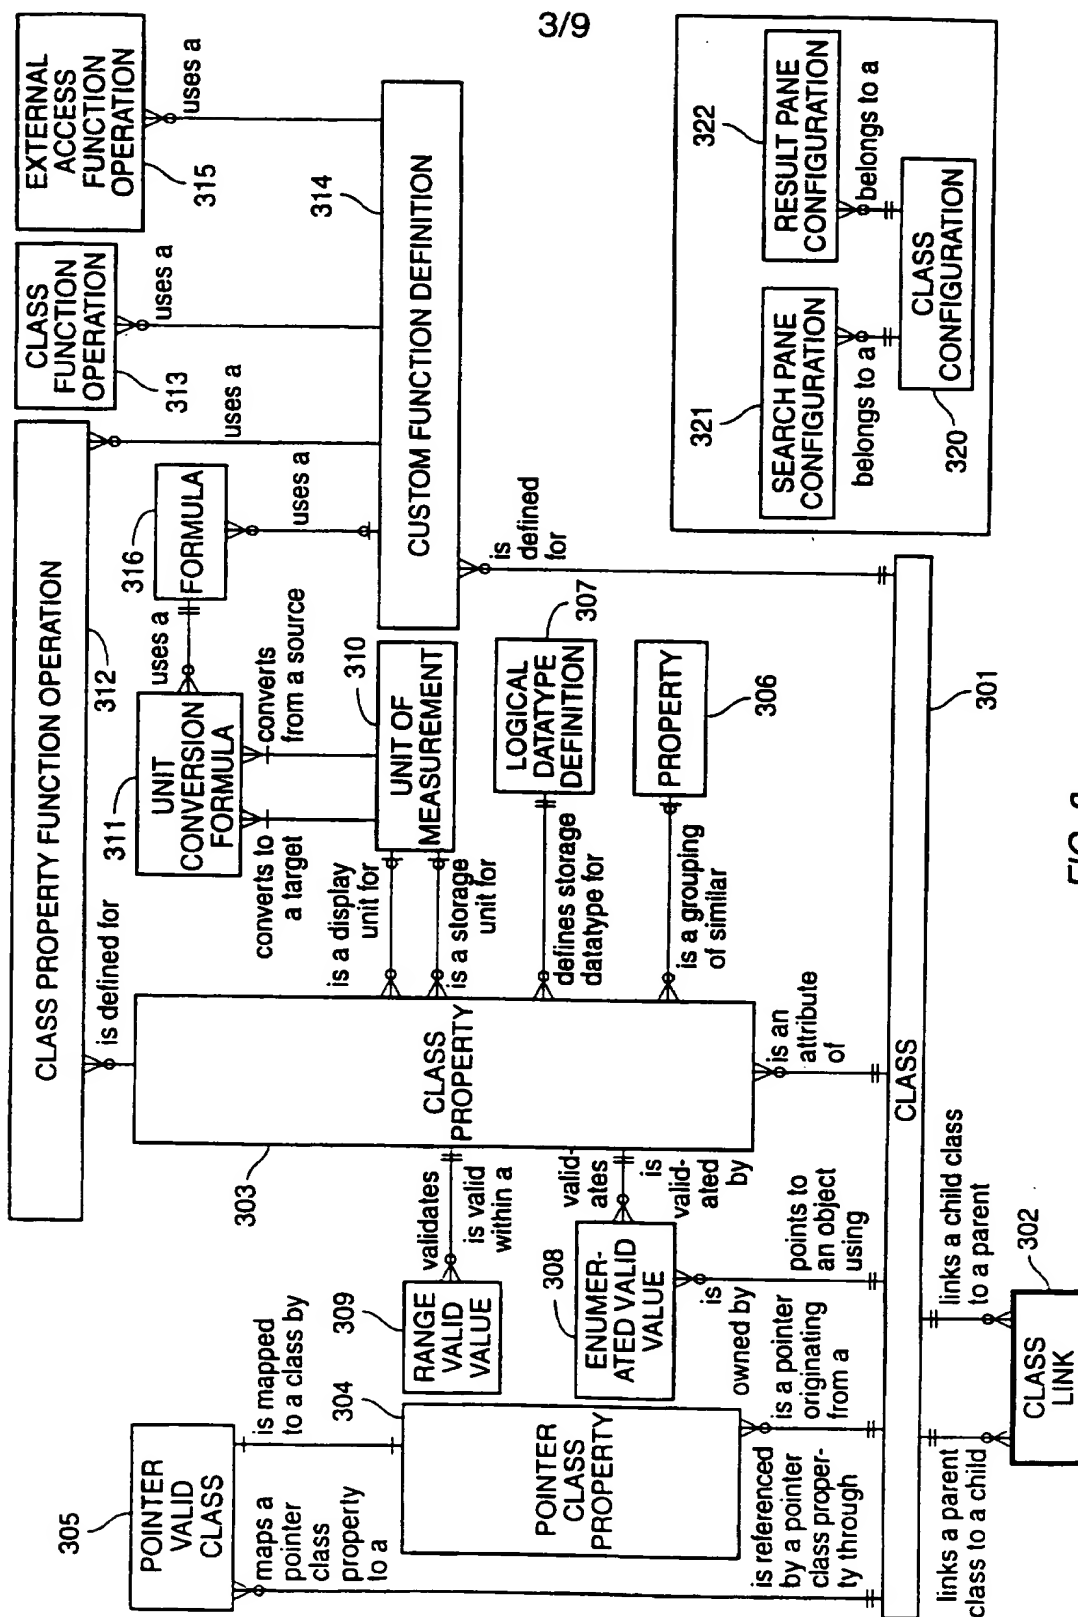 3/9
CLASS PROPERTY FUNCTION OPERATION
312
CLASS
FUNCTION
OPERATION
313
EXTERNAL
ACCESS
FUNCTION
OPERATION
315
is defined for
uses a
uses a
uses a
UNIT
CONVERSION
FORMULA
311
uses a
FORMULA
316
uses a
converts to
a target
converts
from a source
UNIT OF
MEASUREMENT
310
CUSTOM FUNCTION DEFINITION
314
is a display
unit for
is a storage
unit for
LOGICAL
DATATYPE
DEFINITION
307
defines storage
datatype for
PROPERTY
306
is a grouping
of similar
is
defined
for
CLASS
PROPERTY
303
is an
attribute
of
validates
is valid
within a
valid-
ates
is
valid-
ated
by
RANGE
VALID
VALUE
309
ENUMER-
ATED VALID
VALUE
308
is
owned by
points to
an object
using
POINTER
VALID
CLASS
305
is mapped
to a class by
maps a
pointer
class
property
to a
POINTER
CLASS
PROPERTY
304
is a pointer
originating
from a
is referenced
by a pointer
class proper-
ty through
CLASS
301
links a parent
class to a child
links a child class
to a parent
CLASS
LINK
302
SEARCH PANE
CONFIGURATION
321
RESULT PANE
CONFIGURATION
322
belongs to a
belongs to a
CLASS
CONFIGURATION
320